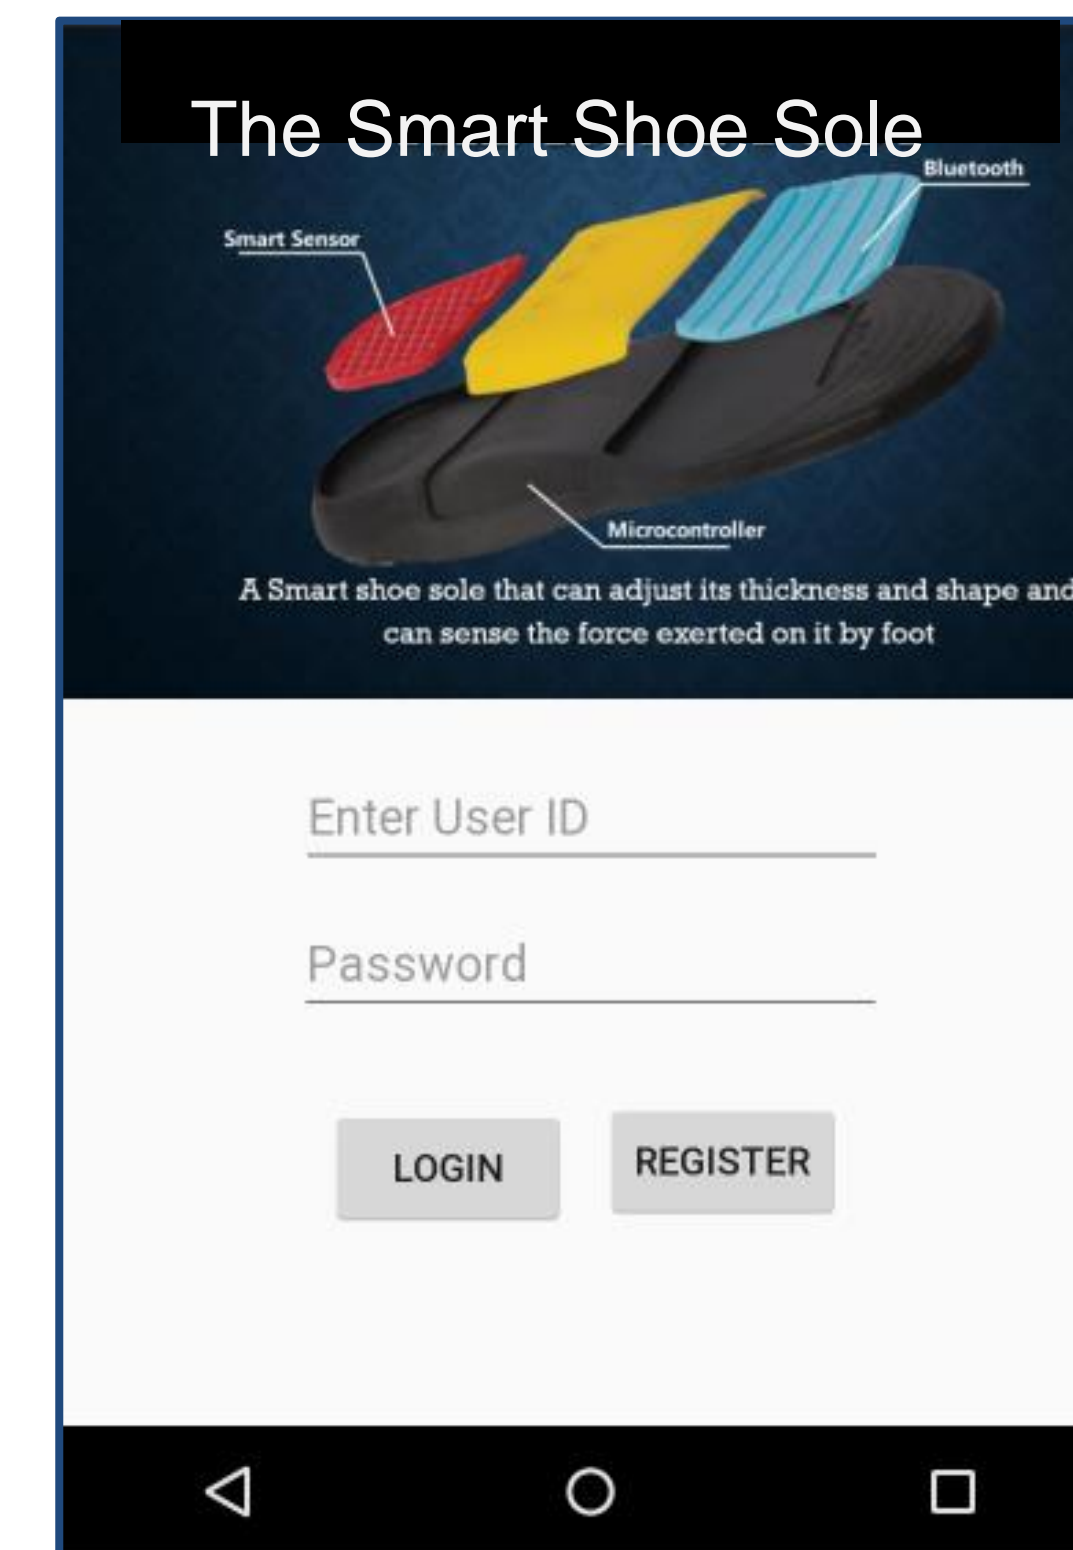 The Smart Shoe Sole
Bluetooth
Smart Sensor
Microcontroller
A Smart shoe sole that can adjust its thickness and shape and
can sense the force exerted on it by foot
Enter User ID
Password
LOGIN
REGISTER